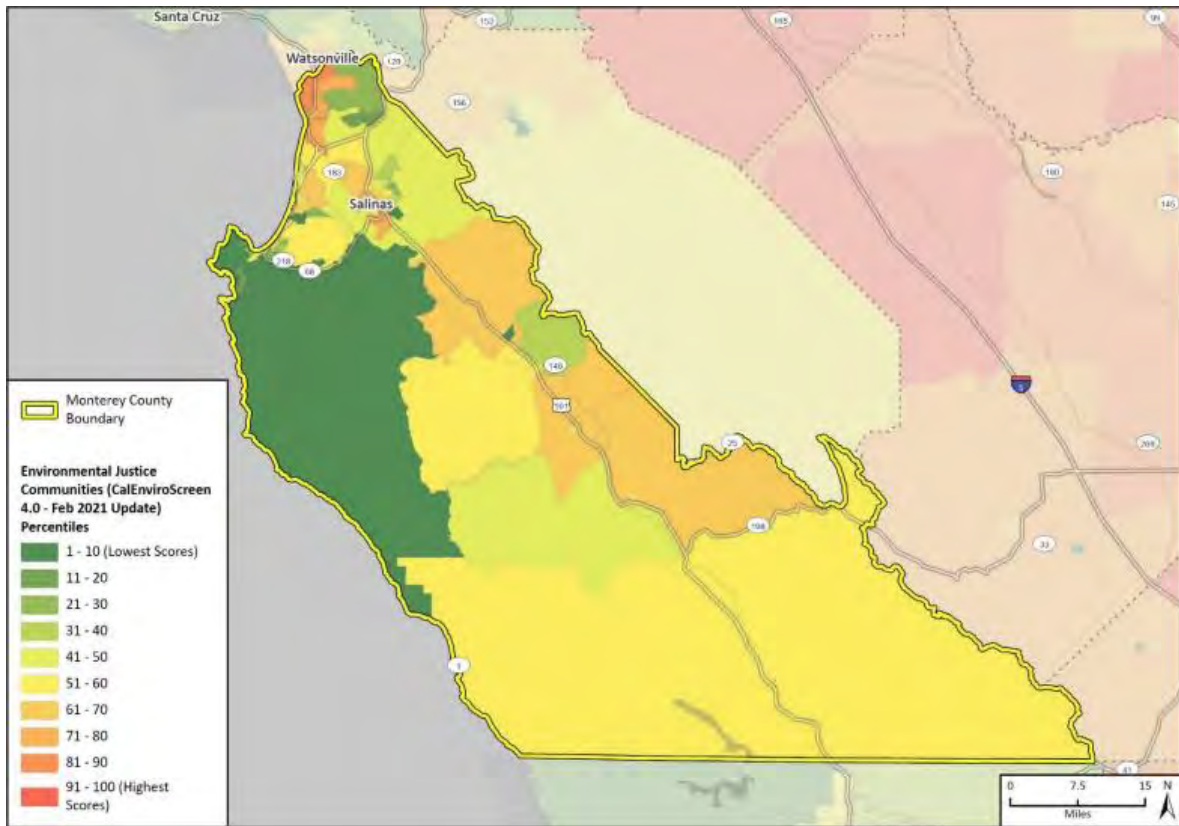 Santa Cruz
152
165
99
Watsonville
129
156
183
180
145
Salinas
218
68
146
5
101
25
269
198
33
1
41
Monterey County
Boundary
Environmental Justice
Communities (CalEnviroScreen
4.0 - Feb 2021 Update)
Percentiles
1 - 10 (Lowest Scores)
11 - 20
21 - 30
31 - 40
41 - 50
51 - 60
61 - 70
71 - 80
81 - 90
91 - 100 (Highest
Scores)
0 7.5 15 N
Miles